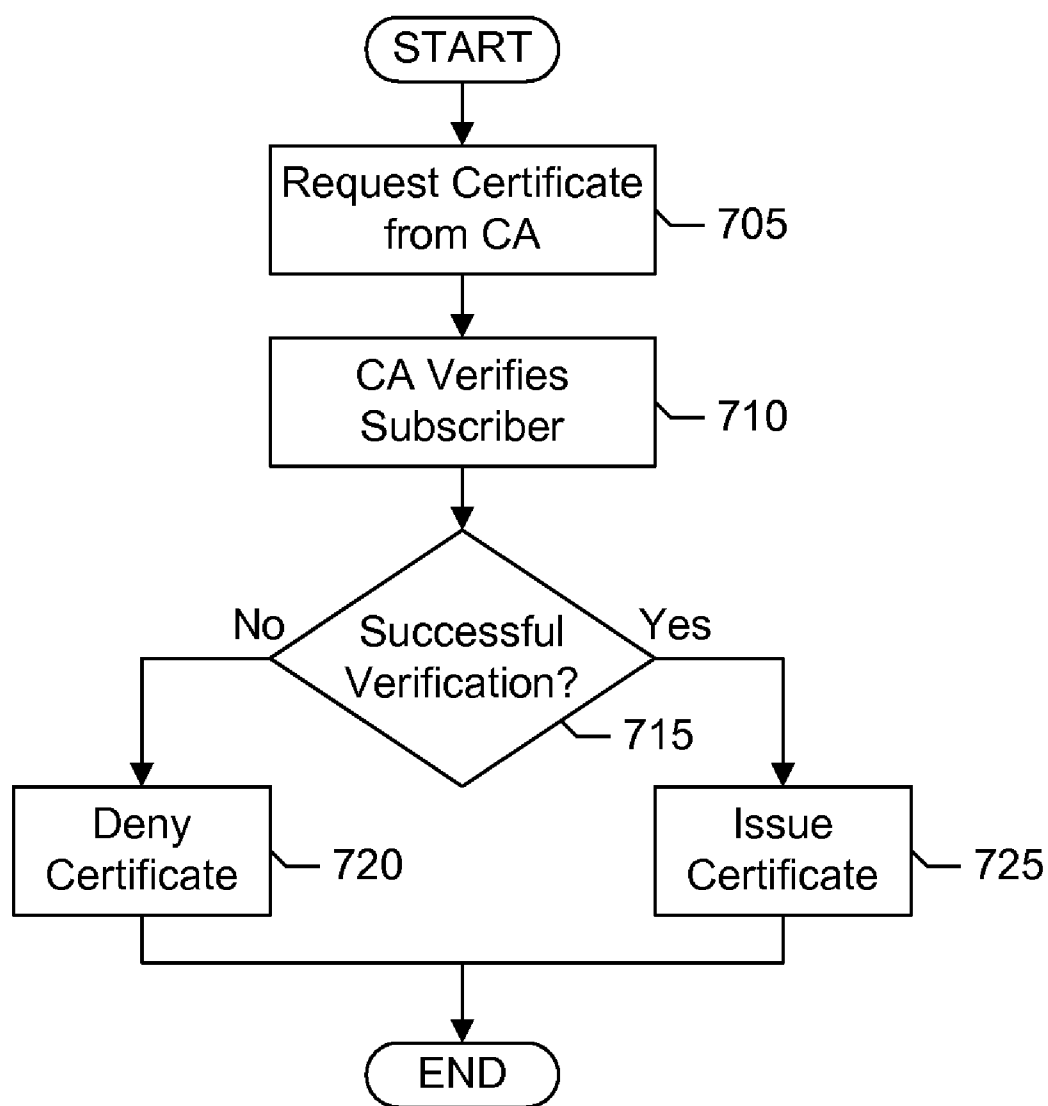 START
Request Certificate
from CA
705
CA Verifies
Subscriber
710
No
Successful
Verification?
Yes
715
Deny
Certificate
720
Issue
Certificate
725
END